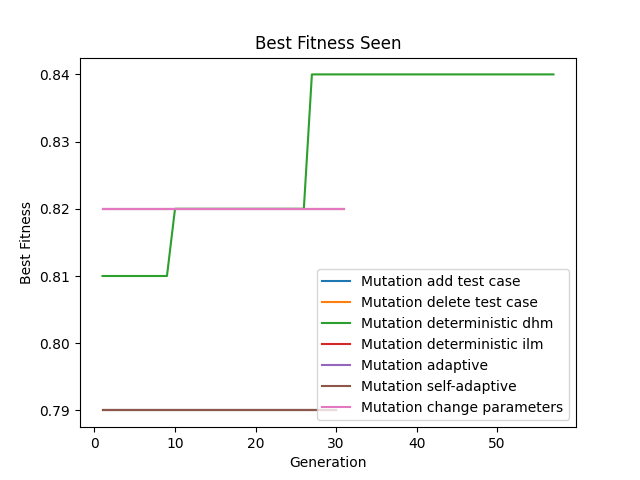 Best Fitness Seen
0.84
0.83
0.82
0.81
0.80
0.79
Best Fitness
Mutation add test case
Mutation delete test case
Mutation deterministic dhm
Mutation deterministic ilm
Mutation adaptive
Mutation self-adaptive
Mutation change parameters
0 10 20 30 40 50
Generation